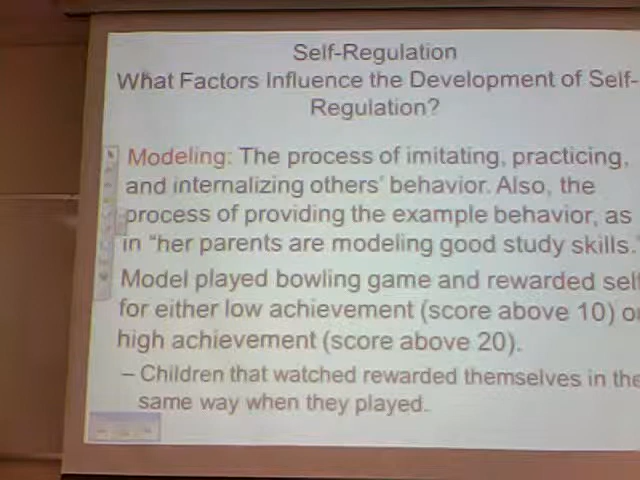 Self-Regulation
What Factors Influence the Development of Self-
Regulation?
Modeling: The process of imitating, practicing,
and internalizing others' behavior. Also, the
process of providing the example behavior, as
in "her parents are modeling good study skills."
Model played bowling game and rewarded self
for either low achievement (score above 10) o
high achievement (score above 20).
– Children that watched rewarded themselves in the
same way when they played.